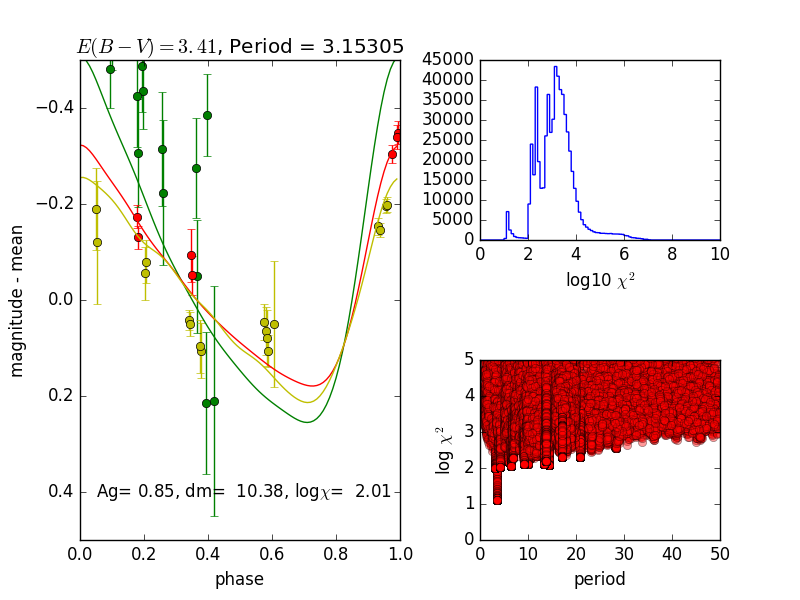 E(B − V) = 3.41, Period = 3.15305
−0.4
−0.2
0.0
0.2
0.4
magnitude - mean
Ag= 0.85, dm= 10.38, logχ= 2.01
0.0 0.2 0.4 0.6 0.8 1.0
phase
45000
40000
35000
30000
25000
20000
15000
10000
5000
0
0 2 4 6 8 10
log10 χ²
5
4
3
2
1
0
log χ²
0 10 20 30 40 50
period